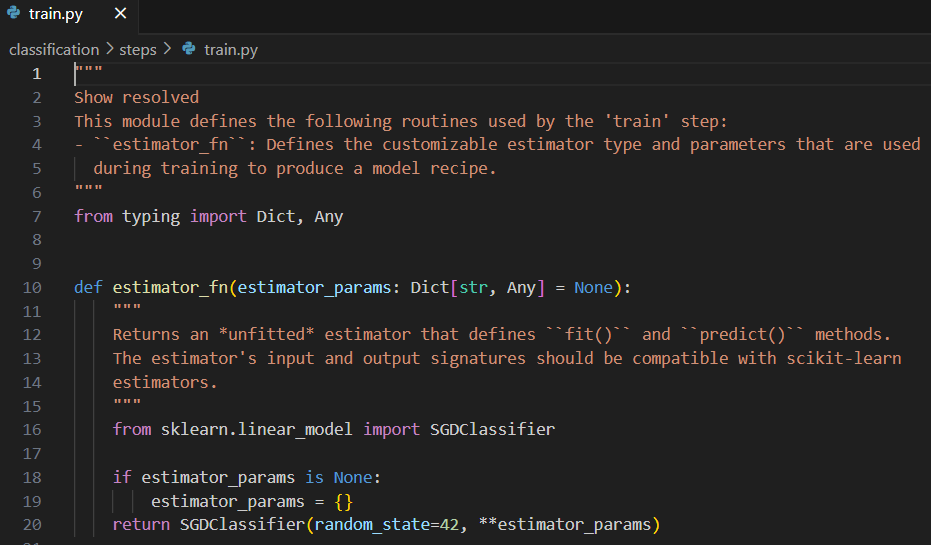 train.py ×
classification > steps > train.py
1 """
2 Show resolved
3 This module defines the following routines used by the 'train' step:
4 - ``estimator_fn``: Defines the customizable estimator type and parameters that are used
5   during training to produce a model recipe.
6 """
7 from typing import Dict, Any
8
9
10 def estimator_fn(estimator_params: Dict[str, Any] = None):
11     """
12     Returns an *unfitted* estimator that defines ``fit()`` and ``predict()`` methods.
13     The estimator's input and output signatures should be compatible with scikit-learn
14     estimators.
15     """
16     from sklearn.linear_model import SGDClassifier
17
18     if estimator_params is None:
19         estimator_params = {}
20     return SGDClassifier(random_state=42, **estimator_params)